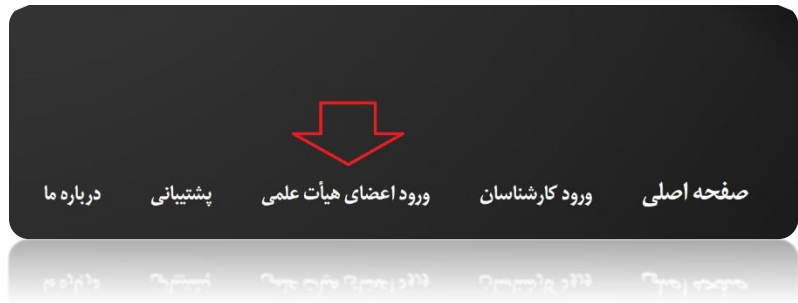 صفحه اصلی ورود کارشناسان ورود اعضای هیأت علمی پشتیبانی درباره ما